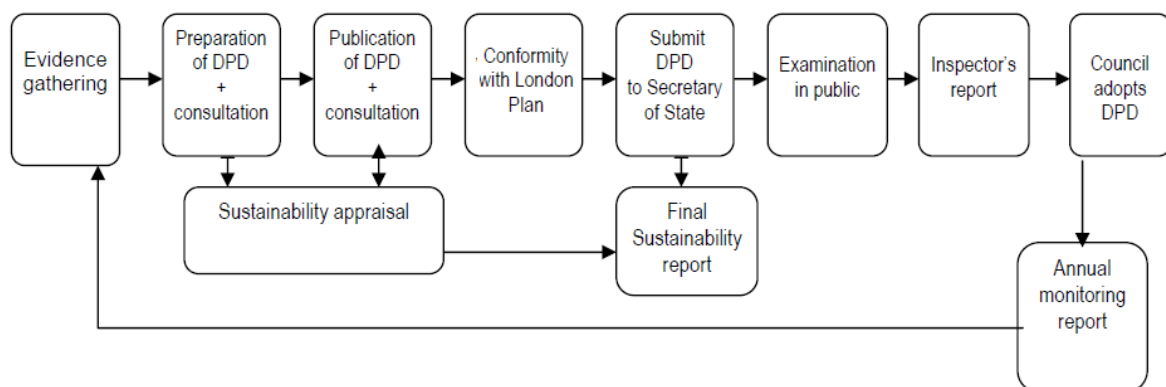 Evidence
gathering
Preparation
of DPD
+
consultation
Publication
of DPD
+
consultation
, Conformity
with London
Plan
Submit
DPD
to Secretary
of State
Examination
in public
Inspector's
report
Council
adopts
DPD
Sustainability appraisal
Final
Sustainability
report
Annual
monitoring
report